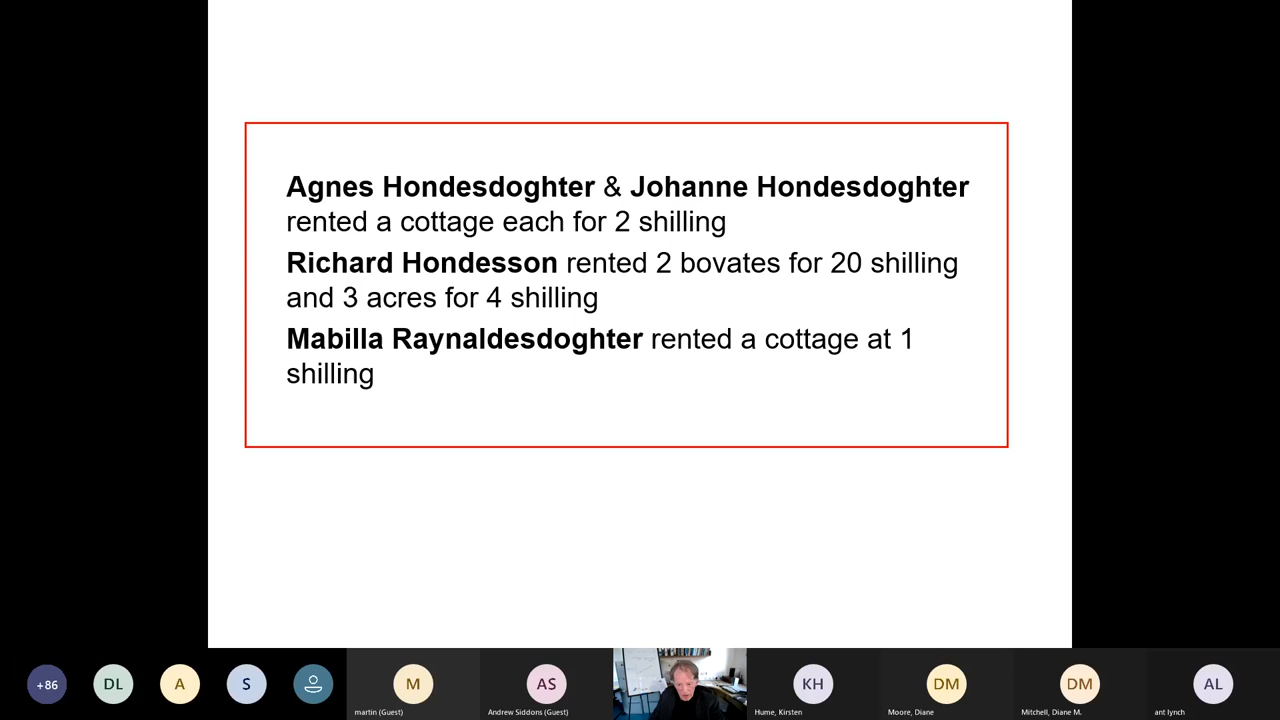 Agnes Hondesdoghter & Johanne Hondesdoghter
rented a cottage each for 2 shilling
Richard Hondesson rented 2 bovates for 20 shilling
and 3 acres for 4 shilling
Mabilla Raynaldesdoghter rented a cottage at 1
shilling
+86
DL
A
S
M
martin (Guest)
AS
Andrew Siddons (Guest)
KH
Hume, Kirsten
DM
Moore, Diane
DM
Mitchell, Diane M.
AL
ant lynch